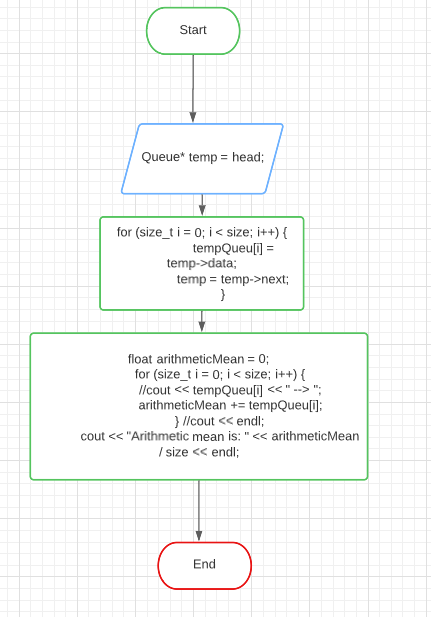 Start
Queue* temp = head;
for (size_t i = 0; i < size; i++) {
tempQueu[i] =
temp->data;
temp = temp->next;
}
float arithmeticMean = 0;
for (size_t i = 0; i < size; i++) {
//cout << tempQueu[i] << " --> ";
arithmeticMean += tempQueu[i];
} //cout << endl;
cout << "Arithmetic mean is: " << arithmeticMean
/ size << endl;
End